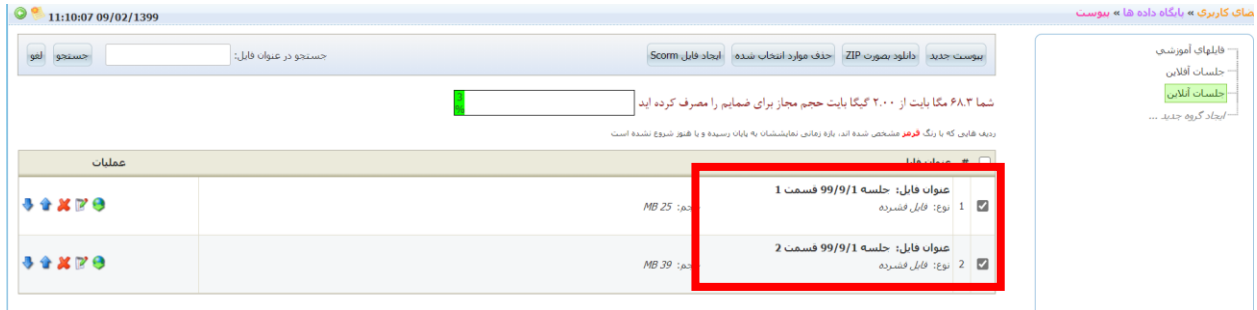 ضای کاربری » بایگاه داده ها » پیوست
11:10:07 09/02/1399
فایلهای آموزشی
جلسات آفلاین
جلسات آنلاین
ایجاد گروه جدید ...
پیوست جدید دانلود بصورت ZIP حذف موارد انتخاب شده ایجاد فایل Scorm جستجو در عنوان فایل: جستجو لغو
شما ۶۸.۳ مگا بایت از ۲.۰۰ گیگا بایت حجم مجاز برای ضمایم را مصرف کرده اید
3
%
ردیف هایی که با رنگ قرمز مشخص شده اند، بازه زمانی نمایششان به پایان رسیده و یا هنوز شروع نشده است
# عنوان فایل عملیات
عنوان فایل: جلسه 99/9/1 قسمت 1
1 نوع: فایل فشرده حجم: 25 MB
عنوان فایل: جلسه 99/9/1 قسمت 2
2 نوع: فایل فشرده حجم: 39 MB